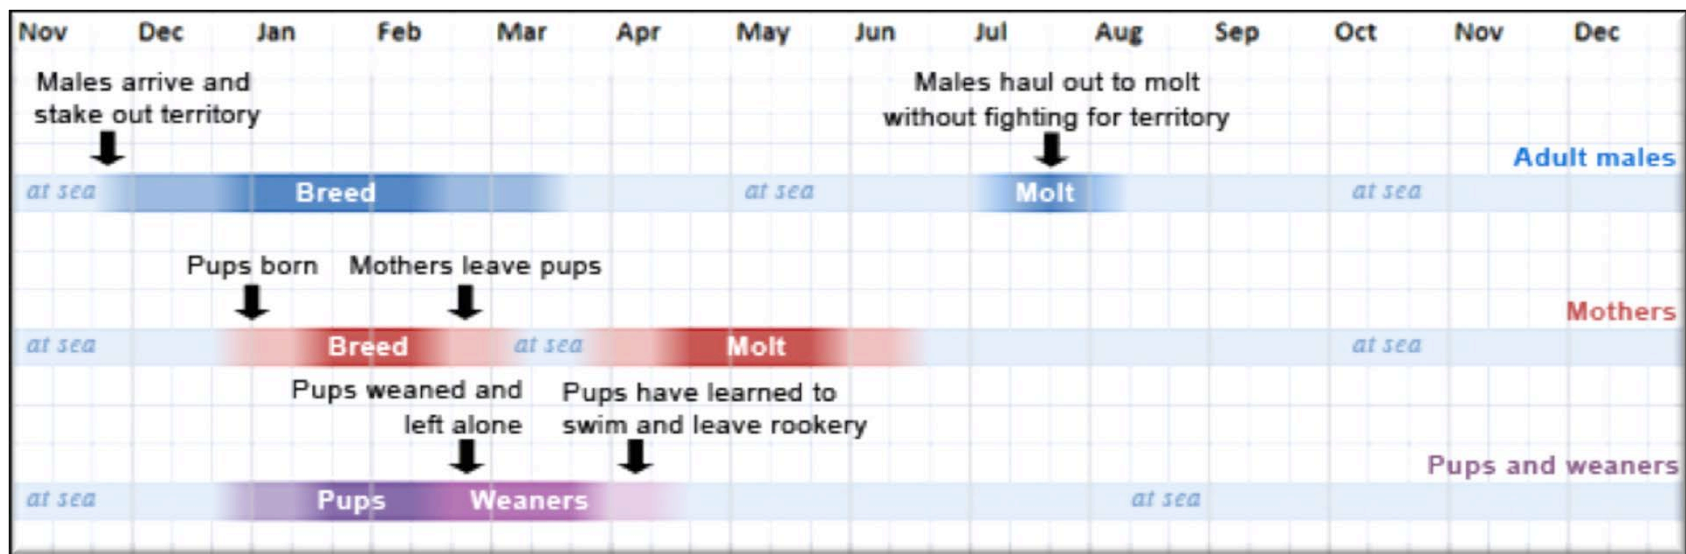 Nov Dec Jan Feb Mar Apr May Jun Jul Aug Sep Oct Nov Dec
Males arrive and
stake out territory
Males haul out to molt
without fighting for territory
Adult males
at sea Breed at sea Molt at sea
Pups born Mothers leave pups
Mothers
at sea Breed at sea Molt at sea
Pups weaned and
left alone
Pups have learned to
swim and leave rookery
Pups and weaners
at sea Pups Weaners at sea